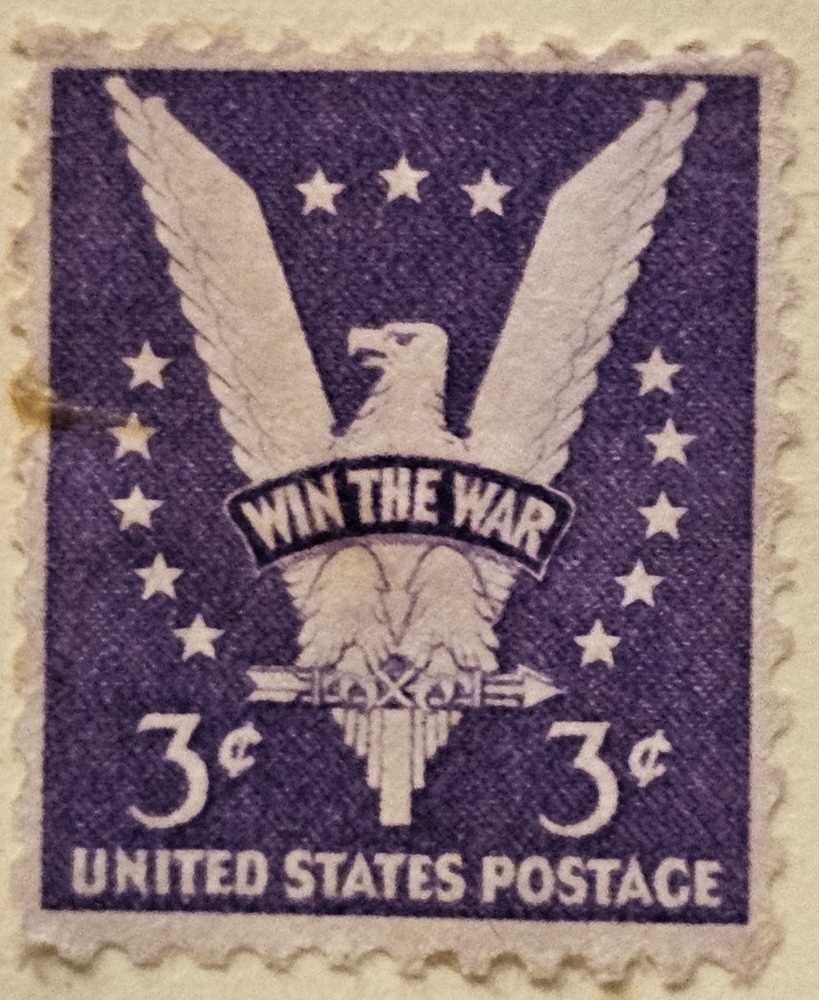 WIN THE WAR
3¢ 3¢
UNITED STATES POSTAGE